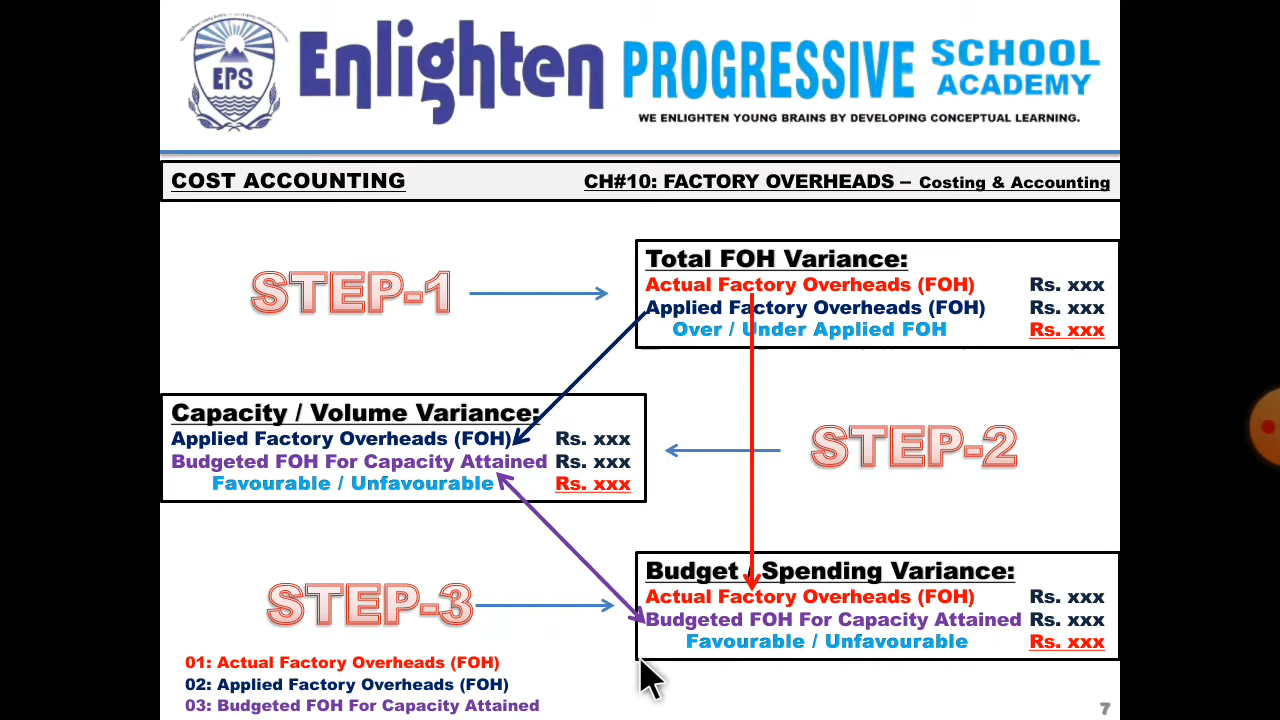 EPS
Enlighten PROGRESSIVE SCHOOL ACADEMY
WE ENLIGHTEN YOUNG BRAINS BY DEVELOPING CONCEPTUAL LEARNING.
COST ACCOUNTING
CH#10: FACTORY OVERHEADS – Costing & Accounting
STEP-1
Total FOH Variance:
Actual Factory Overheads (FOH) Rs. xxx
Applied Factory Overheads (FOH) Rs. xxx
Over / Under Applied FOH Rs. xxx
Capacity / Volume Variance:
Applied Factory Overheads (FOH) Rs. xxx
Budgeted FOH For Capacity Attained Rs. xxx
Favourable / Unfavourable Rs. xxx
STEP-2
STEP-3
Budget / Spending Variance:
Actual Factory Overheads (FOH) Rs. xxx
Budgeted FOH For Capacity Attained Rs. xxx
Favourable / Unfavourable Rs. xxx
01: Actual Factory Overheads (FOH)
02: Applied Factory Overheads (FOH)
03: Budgeted FOH For Capacity Attained
7